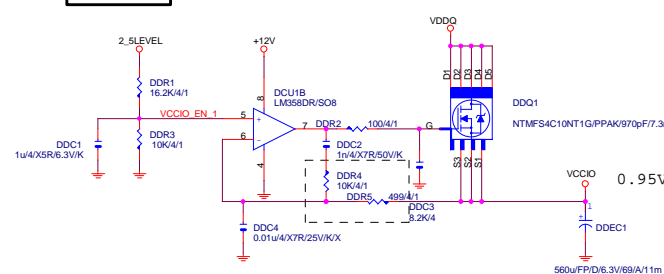 2_5LEVEL
+12V
VDDQ
DDR1
16.2K/4/1
DCU1B
LM358DR/SO8
D1
D2
D3
D4
D5
VCCIO_EN_1
8
5
+
7
DDR2
100/4/1
G
DDQ1
NTMFS4C10NT1G/PPAK/970pF/7.3m
6
-
4
DDC1
1u/4/X5R/6.3V/K
DDR3
10K/4/1
DDC2
1n/4/X7R/50V/K
S3
S2
S1
DDR4
10K/4/1
DDR5
499/4/1
VCCIO
0.95V
DDC3
8.2K/4
DDC4
0.01u/4/X7R/25V/K/X
1
+
DDEC1
560u/FP/D/6.3V/69/A/11m